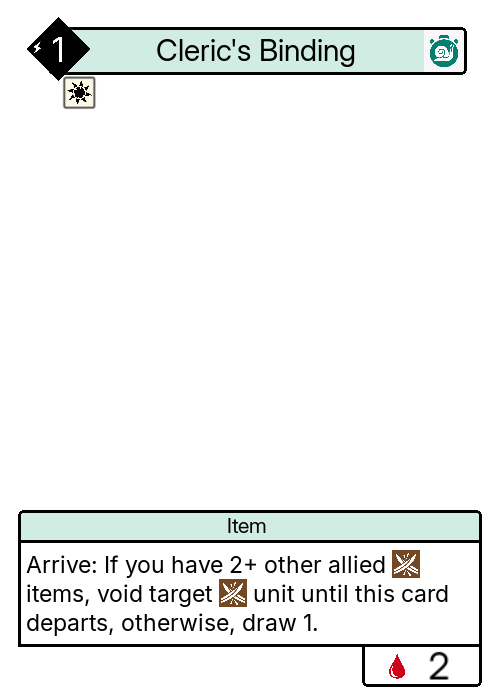 1
Cleric's Binding
Item
Arrive: If you have 2+ other allied
items, void target unit until this card
departs, otherwise, draw 1.
2